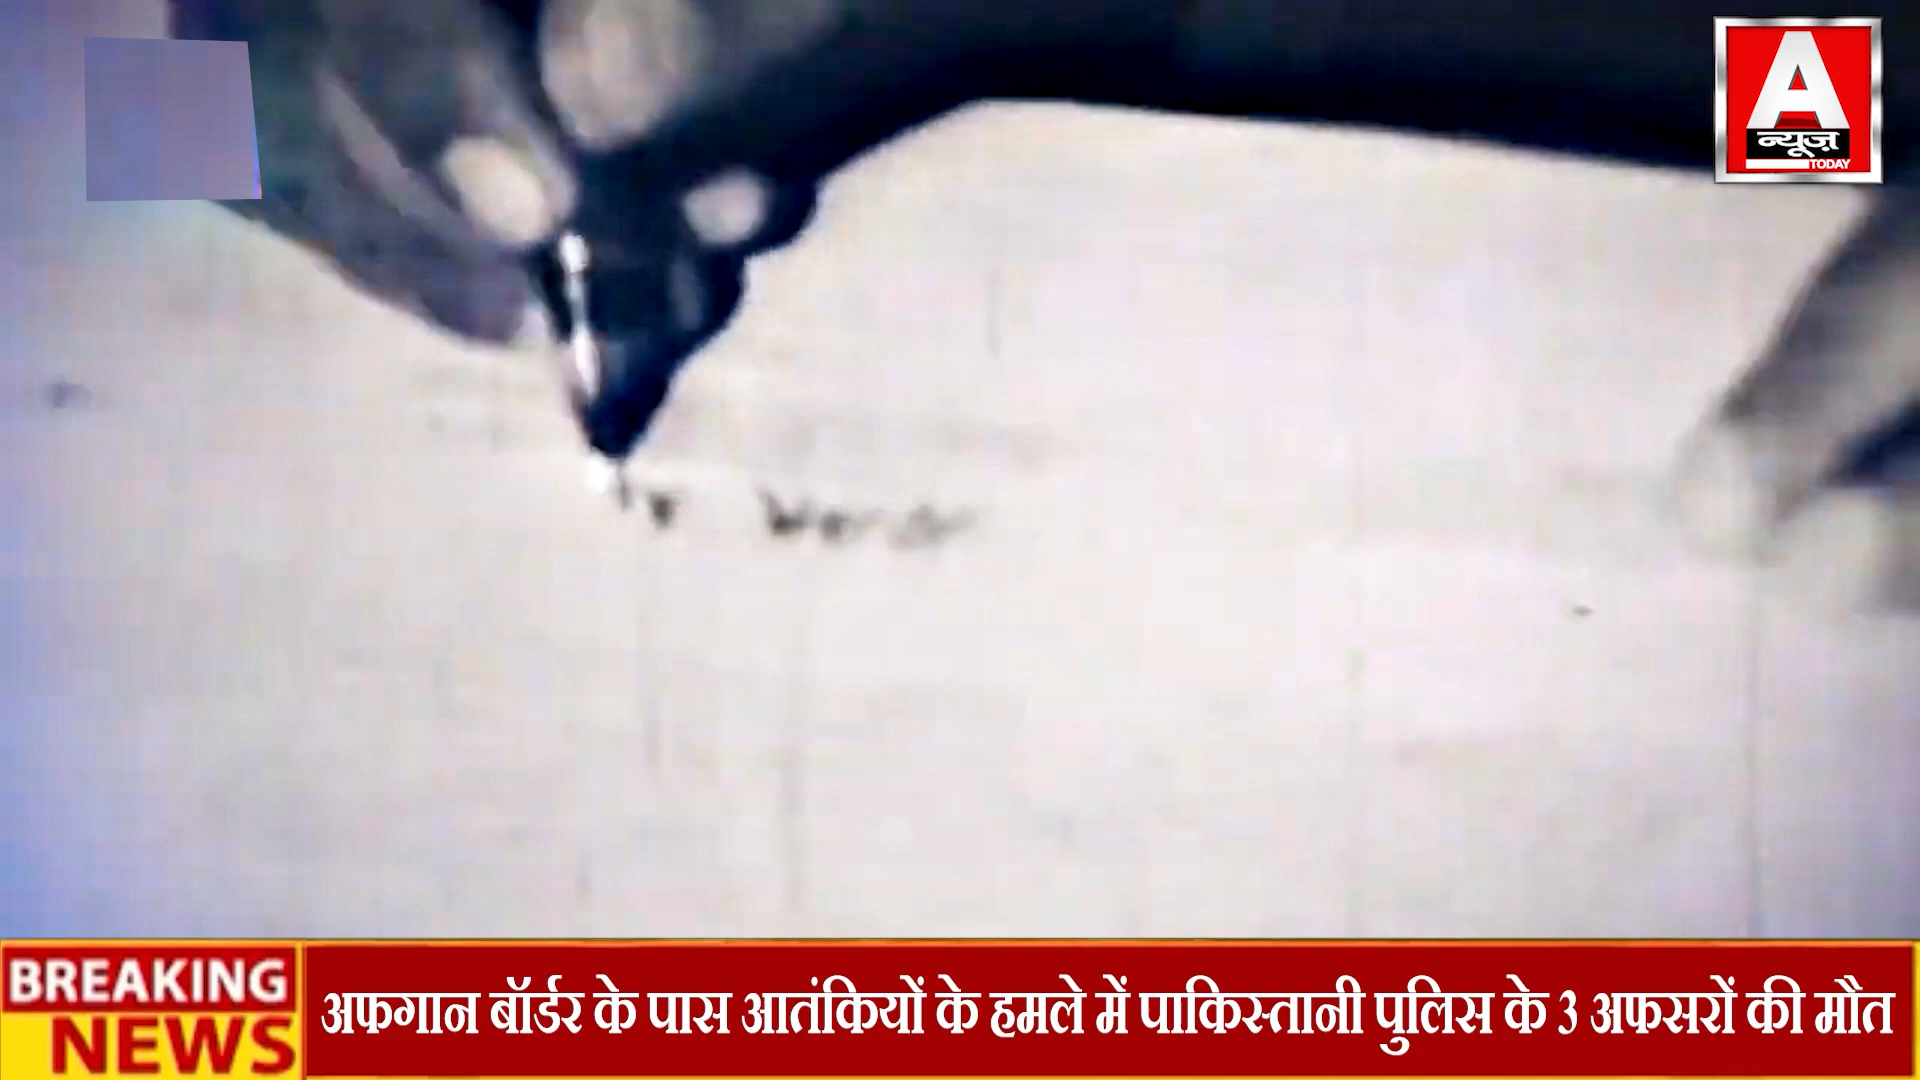 A
न्यूज़
TODAY
BREAKING
NEWS
अफगान बॉर्डर के पास आतंकियों के हमले में पाकिस्तानी पुलिस के 3 अफसरों की मौत